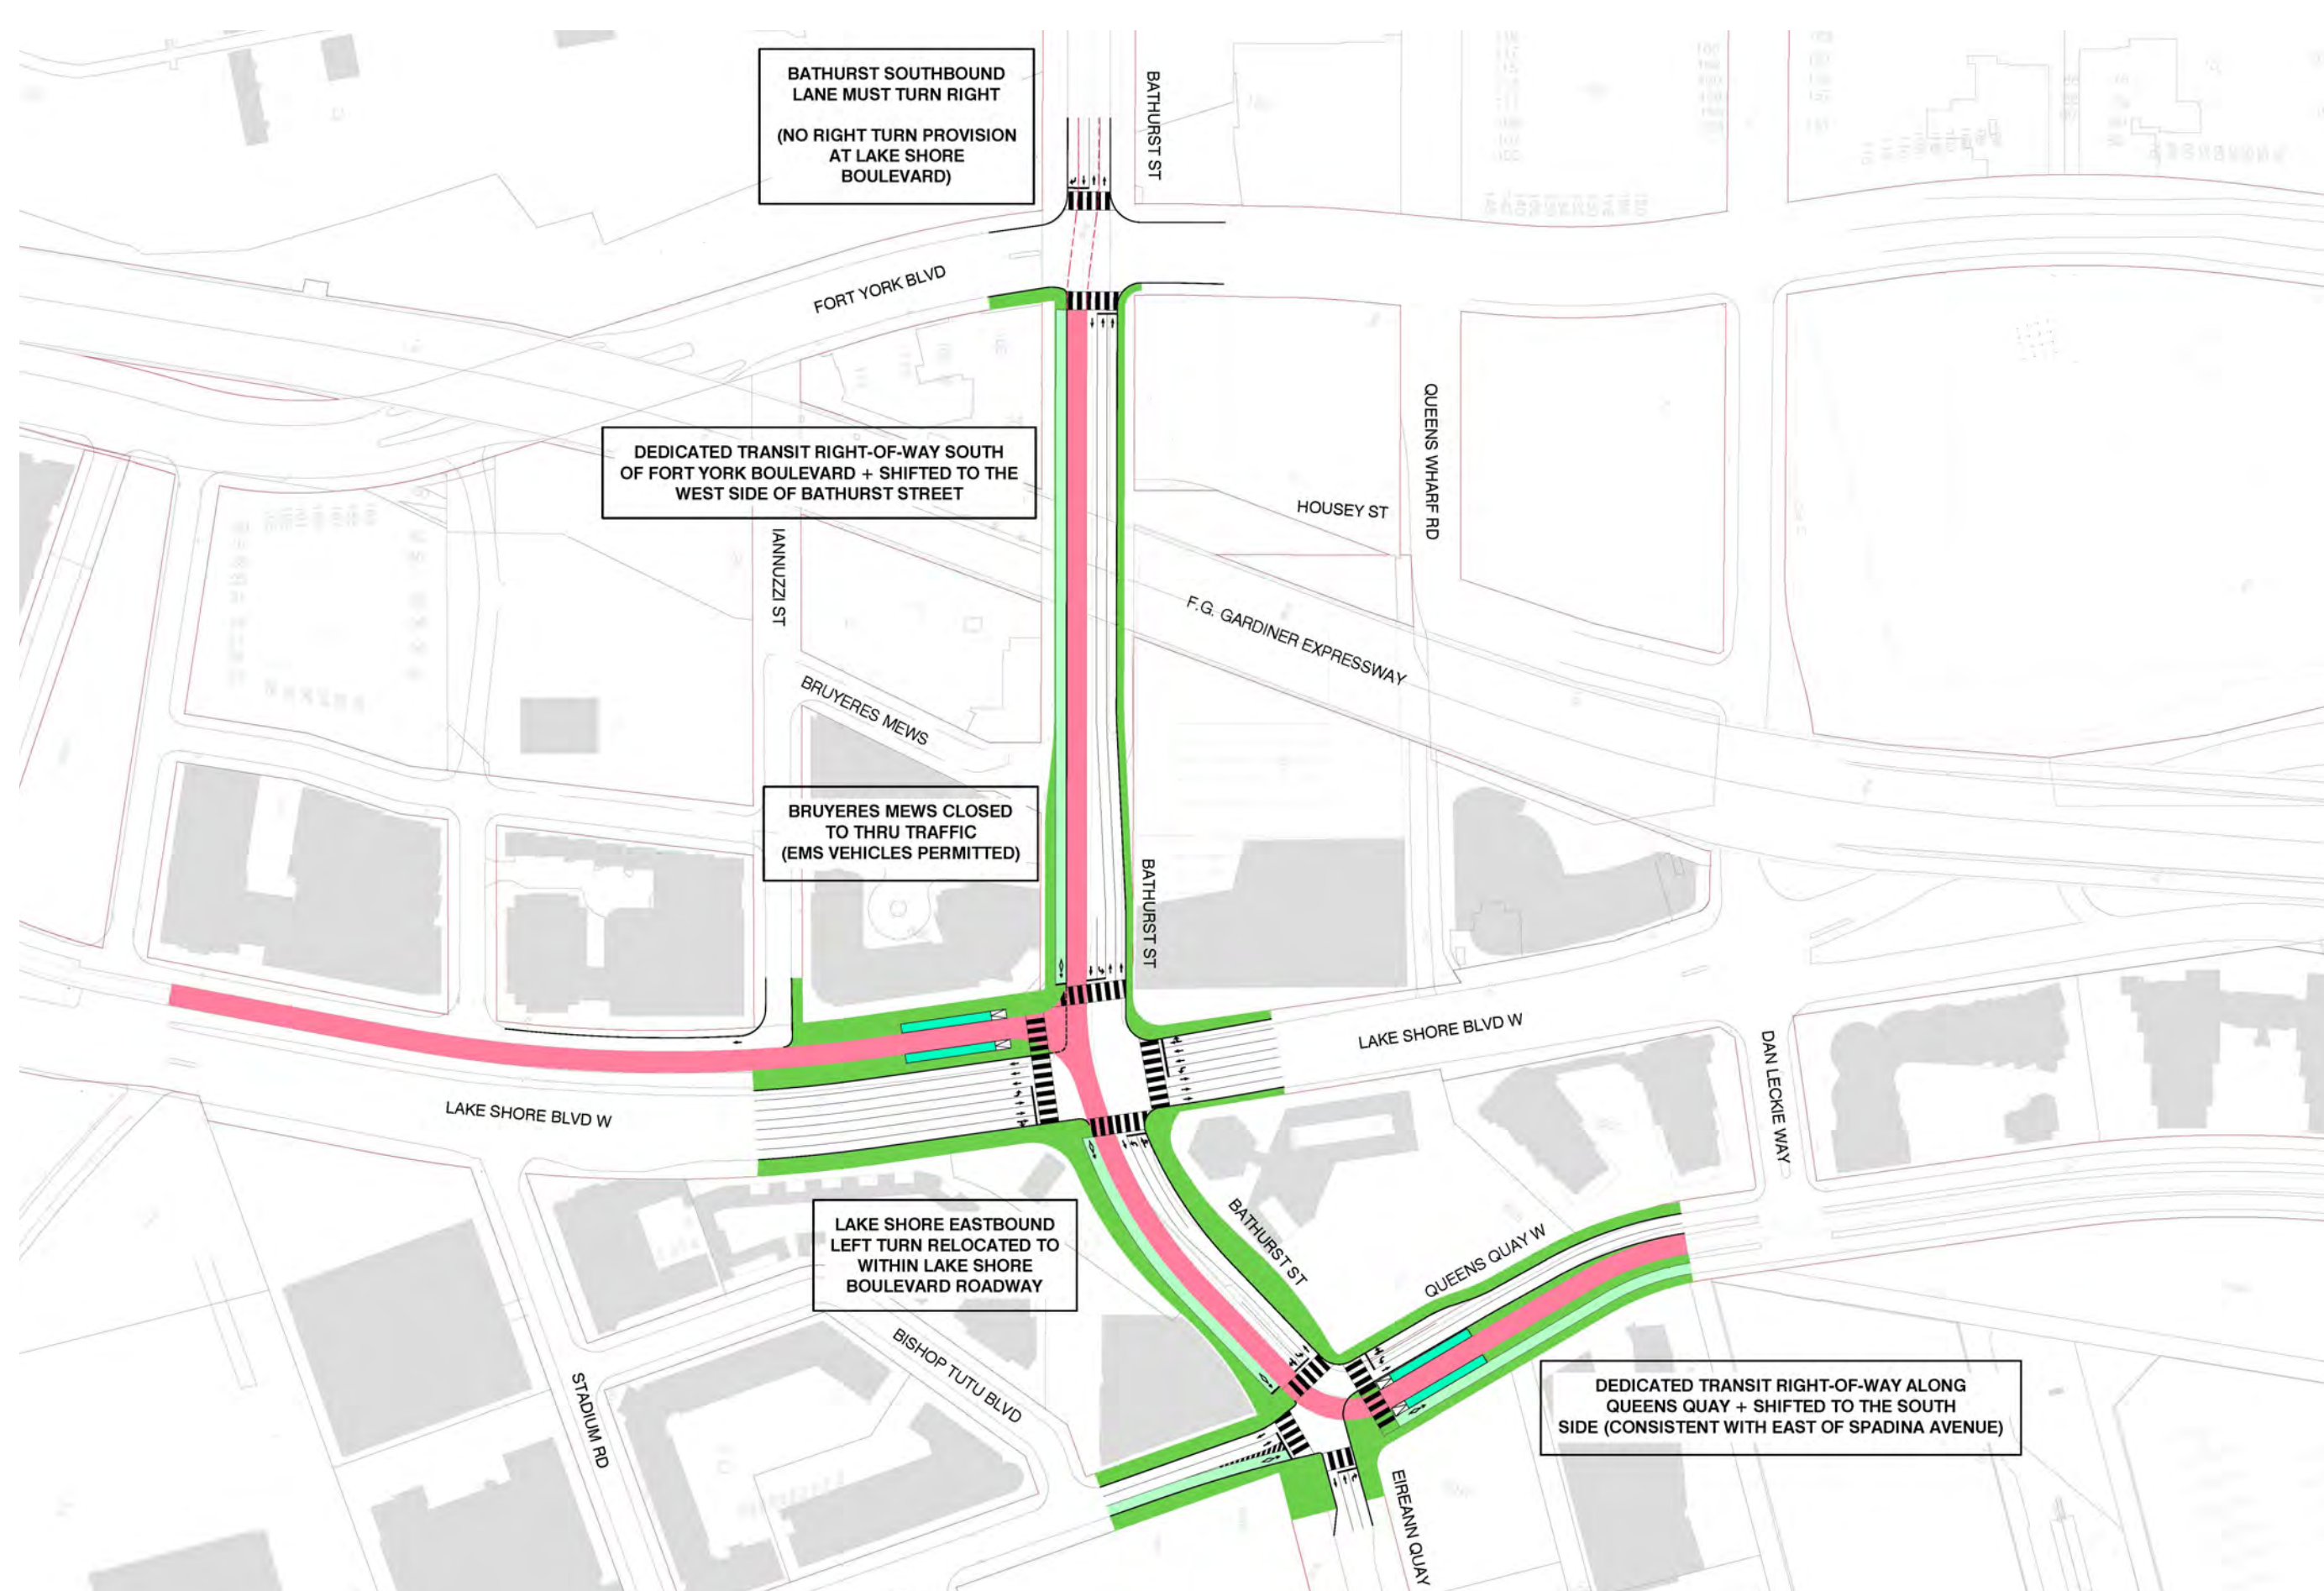 BATHURST SOUTHBOUND
LANE MUST TURN RIGHT
(NO RIGHT TURN PROVISION
AT LAKE SHORE
BOULEVARD)
BATHURST ST
FORT YORK BLVD
DEDICATED TRANSIT RIGHT-OF-WAY SOUTH
OF FORT YORK BOULEVARD + SHIFTED TO THE
WEST SIDE OF BATHURST STREET
QUEENS WHARF RD
HOUSEY ST
IANNUZZI ST
F.G. GARDINER EXPRESSWAY
BRUYERES MEWS
BRUYERES MEWS CLOSED
TO THRU TRAFFIC
(EMS VEHICLES PERMITTED)
BATHURST ST
LAKE SHORE BLVD W
LAKE SHORE BLVD W
DAN LECKIE WAY
LAKE SHORE EASTBOUND
LEFT TURN RELOCATED TO
WITHIN LAKE SHORE
BOULEVARD ROADWAY
BATHURST ST
QUEENS QUAY W
BISHOP TUTU BLVD
STADIUM RD
DEDICATED TRANSIT RIGHT-OF-WAY ALONG
QUEENS QUAY + SHIFTED TO THE SOUTH
SIDE (CONSISTENT WITH EAST OF SPADINA AVENUE)
EIREANN QUAY